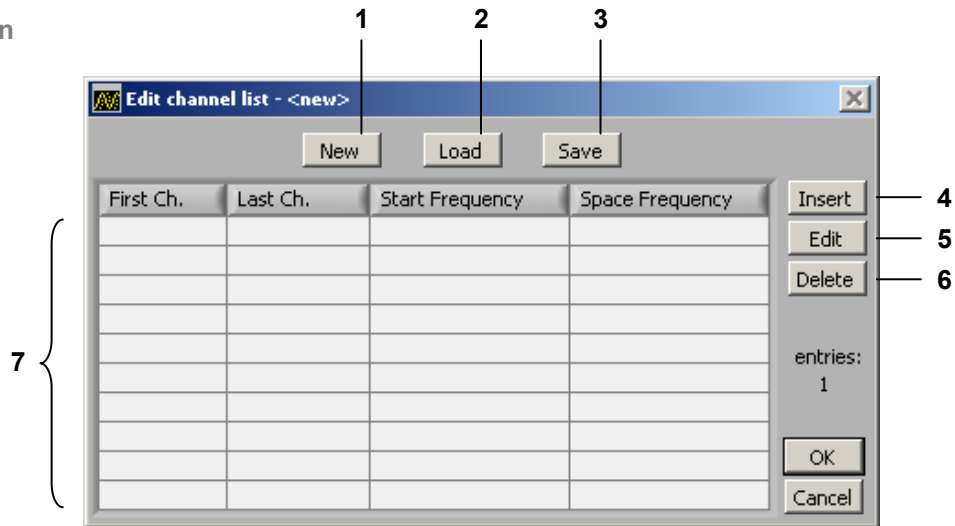 1 2 3
n
Edit channel list - <new>
New Load Save
First Ch. Last Ch. Start Frequency Space Frequency Insert 4
Edit 5
Delete 6
7
entries:
1
OK
Cancel